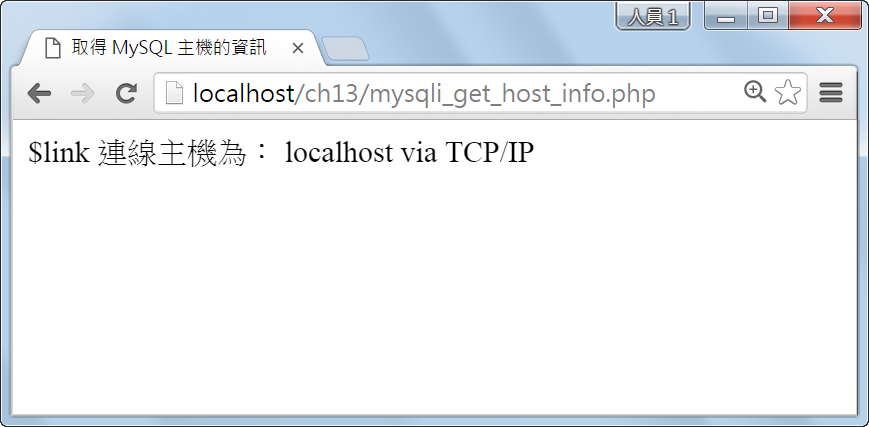 人員 1
取得 MySQL 主機的資訊
localhost/ch13/mysqli_get_host_info.php
$link 連線主機為： localhost via TCP/IP